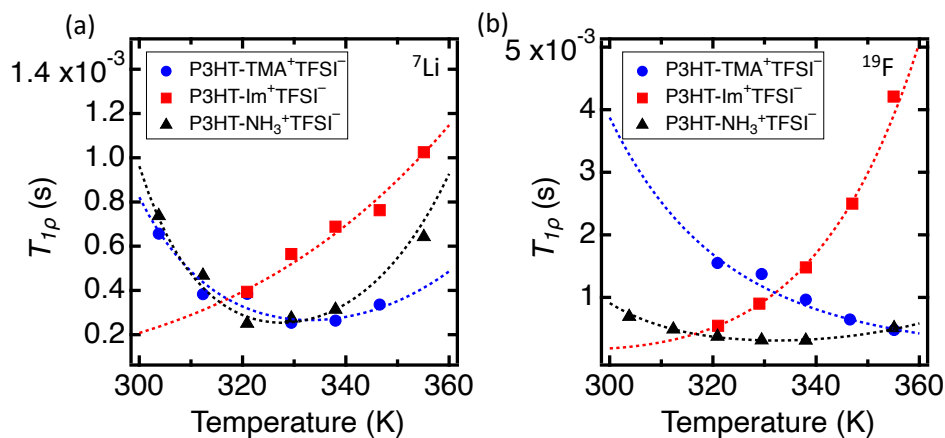 (a)
1.4 x10⁻³
1.2
1.0
0.8
0.6
0.4
0.2
T₁ρ (s)
P3HT-TMA⁺TFSI⁻
P3HT-Im⁺TFSI⁻
P3HT-NH₃⁺TFSI⁻
⁷Li
300
320
340
360
Temperature (K)
(b)
5 x10⁻³
4
3
2
1
T₁ρ (s)
P3HT-TMA⁺TFSI⁻
P3HT-Im⁺TFSI⁻
P3HT-NH₃⁺TFSI⁻
¹⁹F
300
320
340
360
Temperature (K)